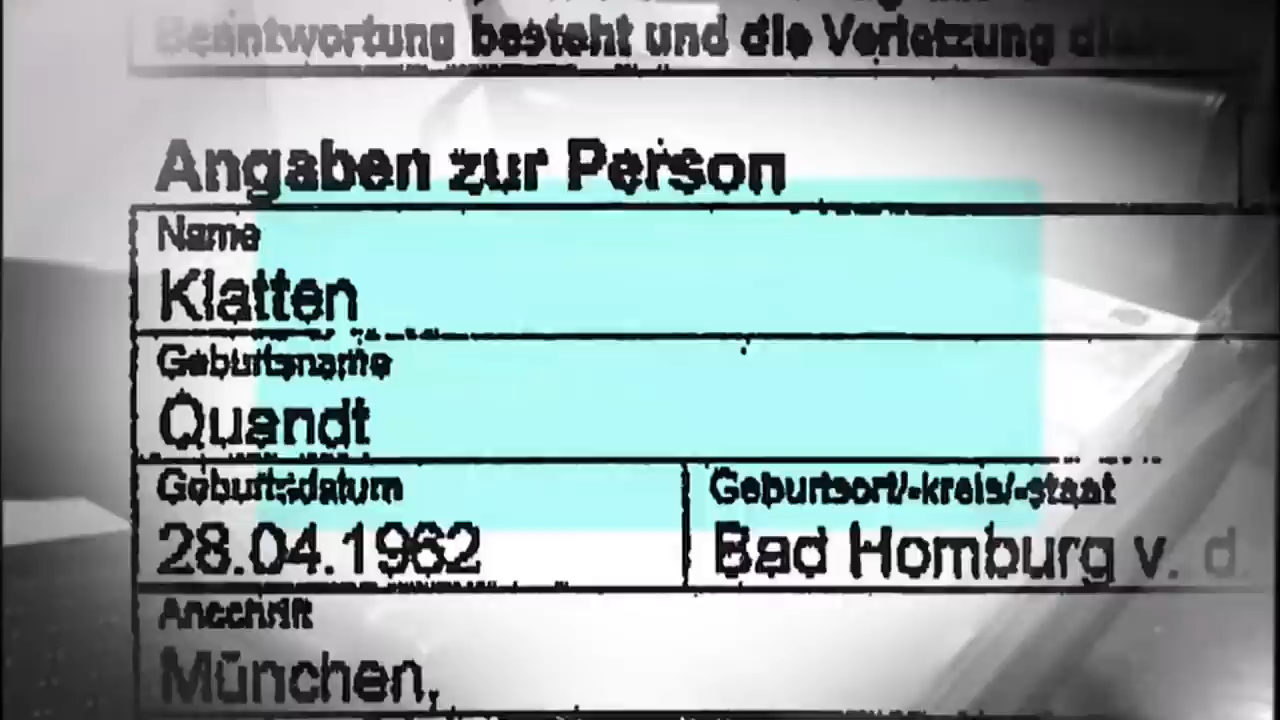 Beantwortung besteht und die Verletzung
Angaben zur Person
Name
Klatten
Geburtsname
Quandt
Geburtsdatum
Geburtsort/-kreis/-staat
28.04.1962
Bad Homburg v. d.
Anschrift
München,